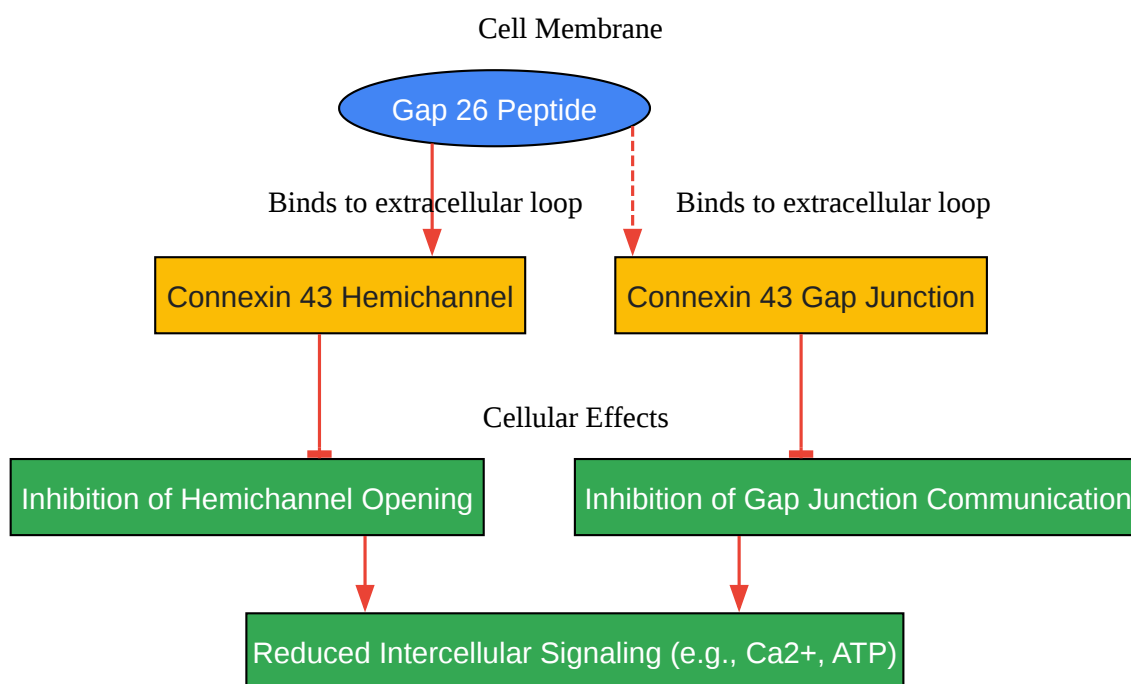 Cell Membrane
Gap 26 Peptide
Binds to extracellular loop
Binds to extracellular loop
Connexin 43 Hemichannel
Connexin 43 Gap Junction
Cellular Effects
Inhibition of Hemichannel Opening
Inhibition of Gap Junction Communication
Reduced Intercellular Signaling (e.g., Ca2+, ATP)